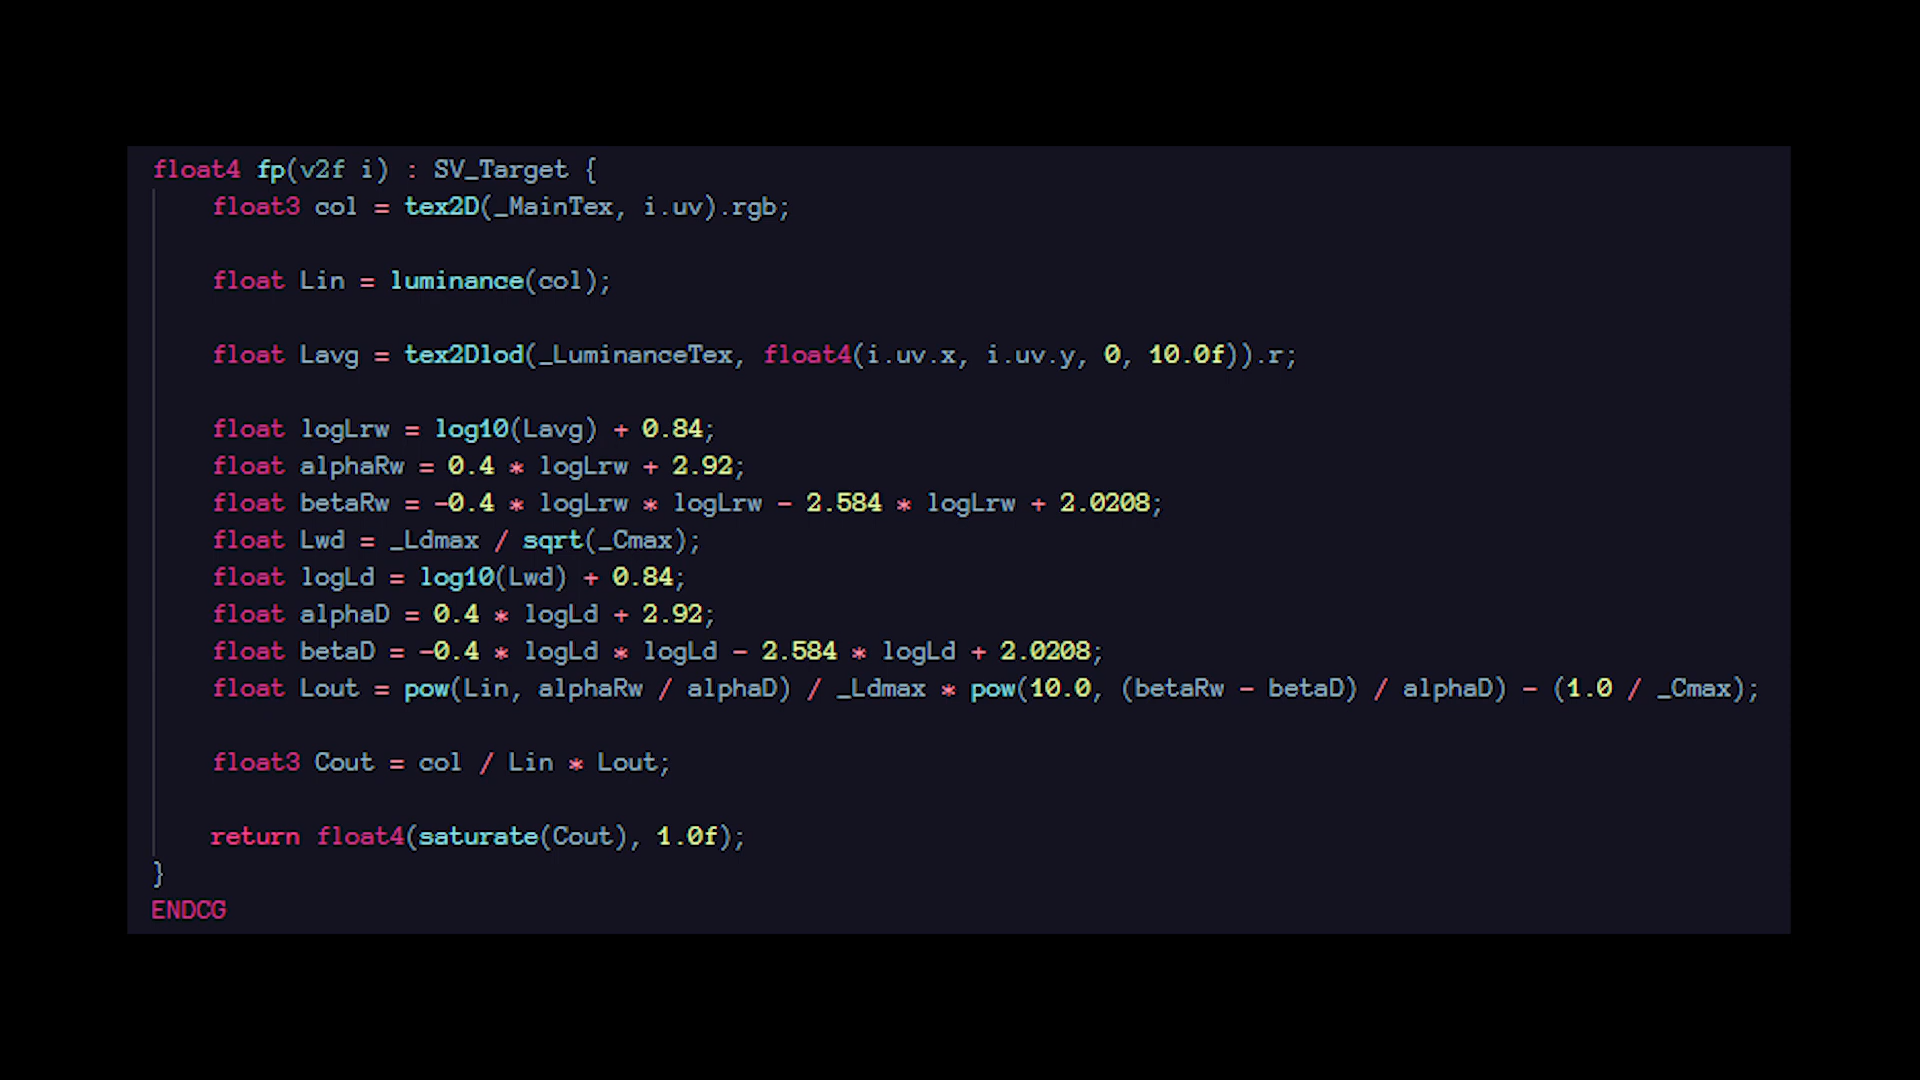 float4 fp(v2f i) : SV_Target {
float3 col = tex2D(_MainTex, i.uv).rgb;
float Lin = luminance(col);
float Lavg = tex2Dlod(_LuminanceTex, float4(i.uv.x, i.uv.y, 0, 10.0f)).r;
float logLrw = log10(Lavg) + 0.84;
float alphaRw = 0.4 * logLrw + 2.92;
float betaRw = -0.4 * logLrw * logLrw - 2.584 * logLrw + 2.0208;
float Lwd = _Ldmax / sqrt(_Cmax);
float logLd = log10(Lwd) + 0.84;
float alphaD = 0.4 * logLd + 2.92;
float betaD = -0.4 * logLd * logLd - 2.584 * logLd + 2.0208;
float Lout = pow(Lin, alphaRw / alphaD) / _Ldmax * pow(10.0, (betaRw - betaD) / alphaD) - (1.0 / _Cmax);
float3 Cout = col / Lin * Lout;
return float4(saturate(Cout), 1.0f);
}
ENDCG